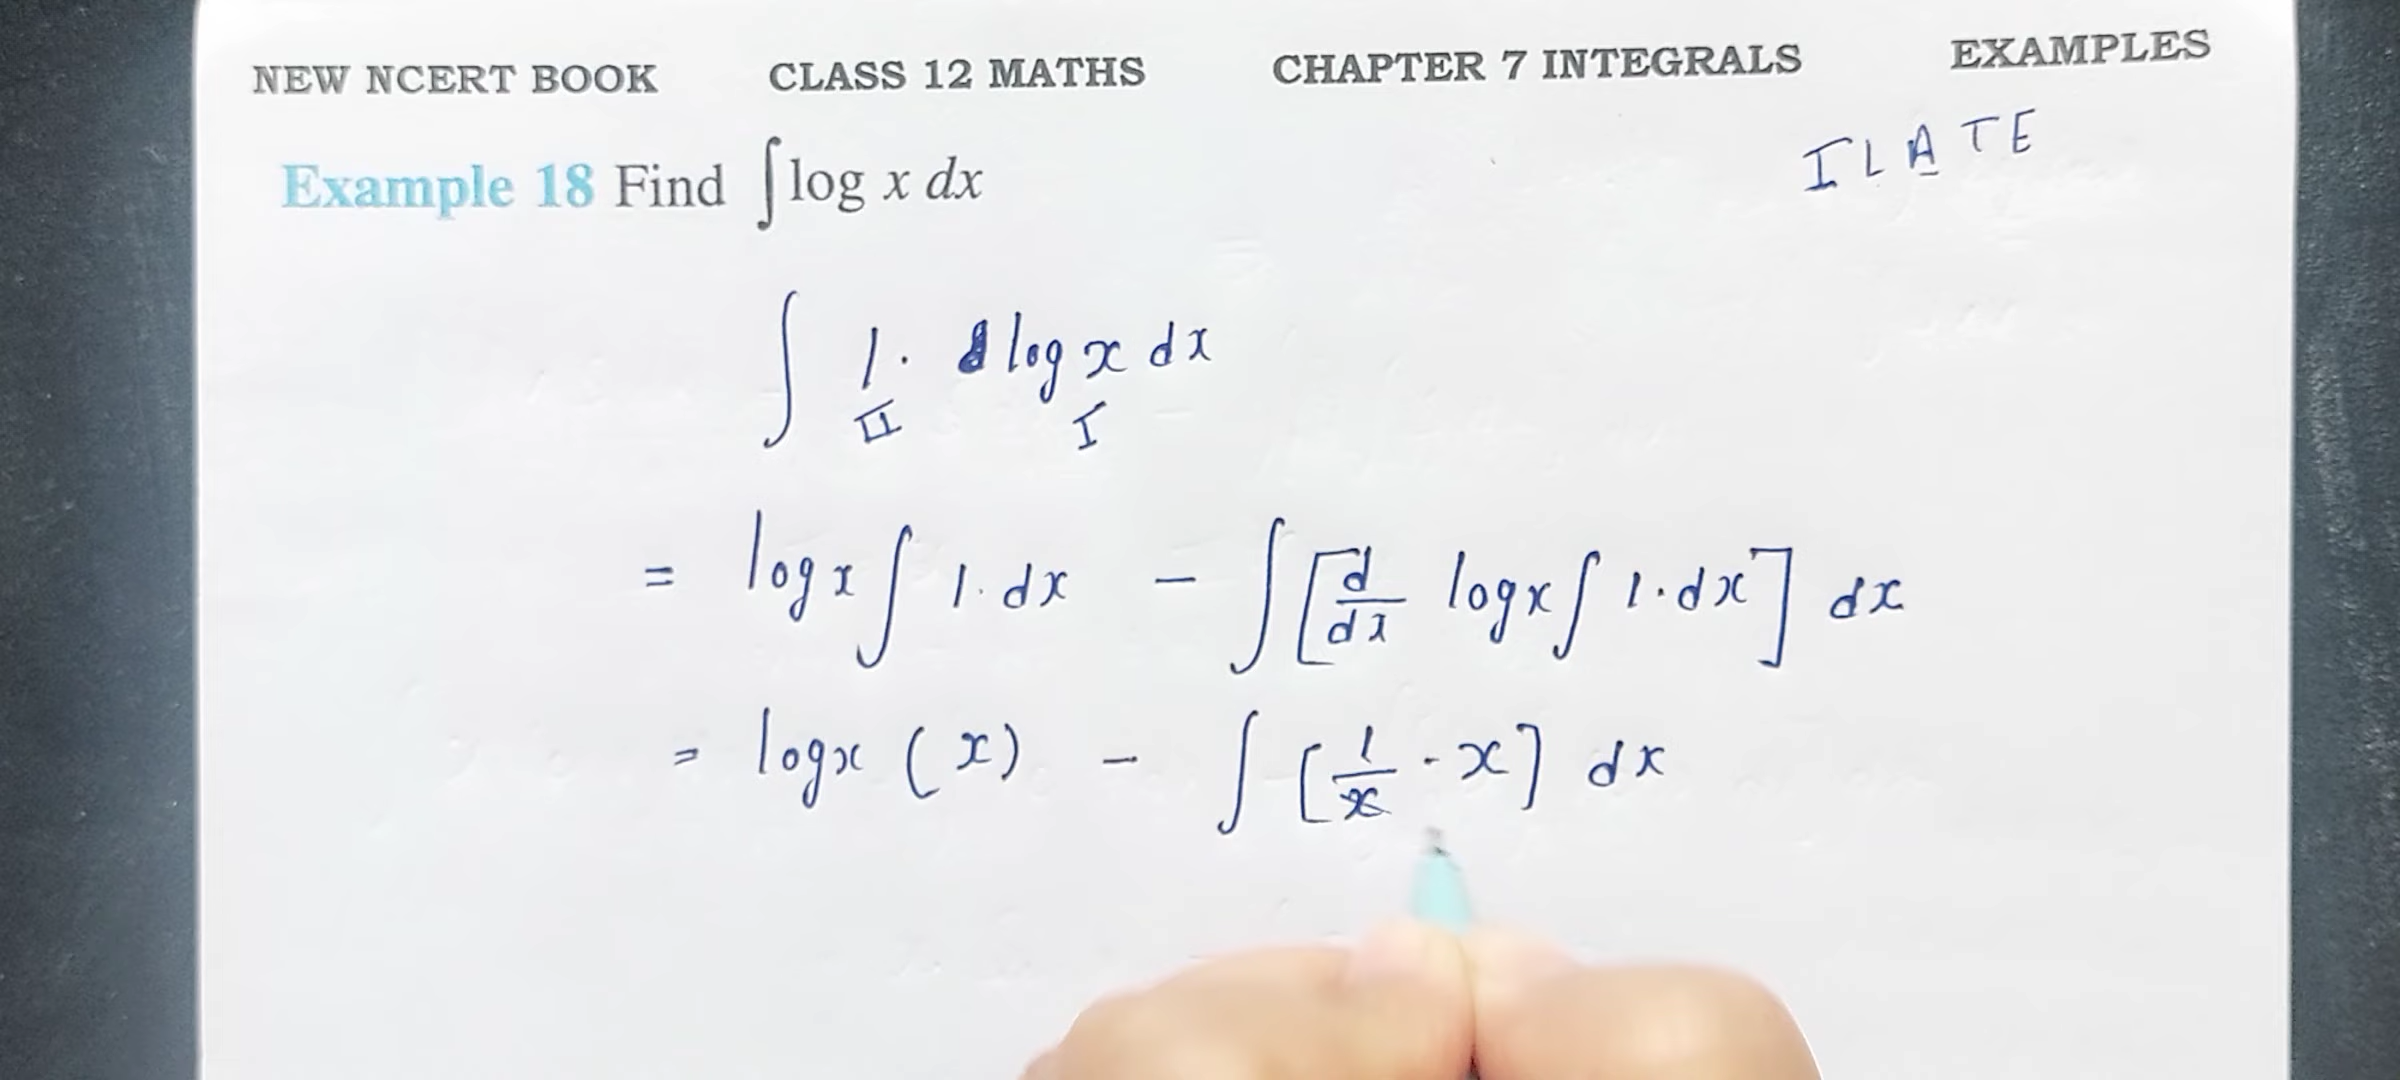 NEW NCERT BOOK CLASS 12 MATHS CHAPTER 7 INTEGRALS EXAMPLES
ILATE
Example 18 Find ∫ log x dx
∫ 1. log x dx
II I
= log x ∫ 1. dx − ∫ [d/dx log x ∫ 1. dx] dx
= log x (x) − ∫ [1/x · x] dx